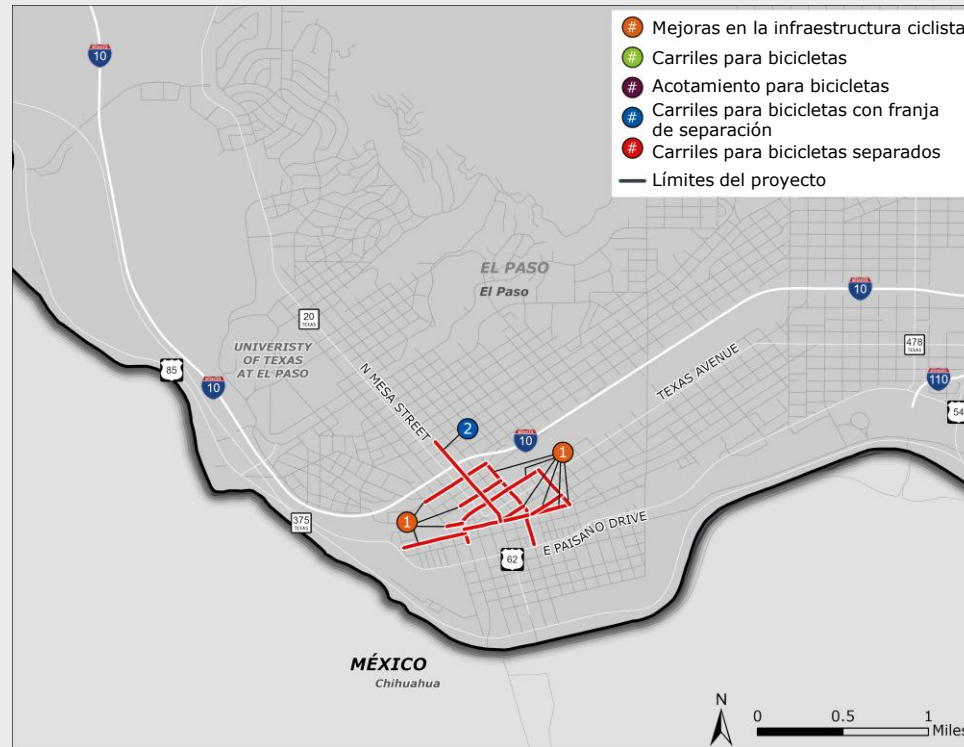 # Mejoras en la infraestructura ciclista
# Carriles para bicicletas
# Acotamiento para bicicletas
# Carriles para bicicletas con franja
de separación
# Carriles para bicicletas separados
Límites del proyecto
10
EL PASO
El Paso
10
20
TEXAS
UNIVERISTY
OF TEXAS
AT EL PASO
478
TEXAS
85
10
N MESA STREET
TEXAS AVENUE
110
54
2
10
1
375
TEXAS
1
E PAISANO DRIVE
62
MÉXICO
Chihuahua
N
0 0.5 1
Miles